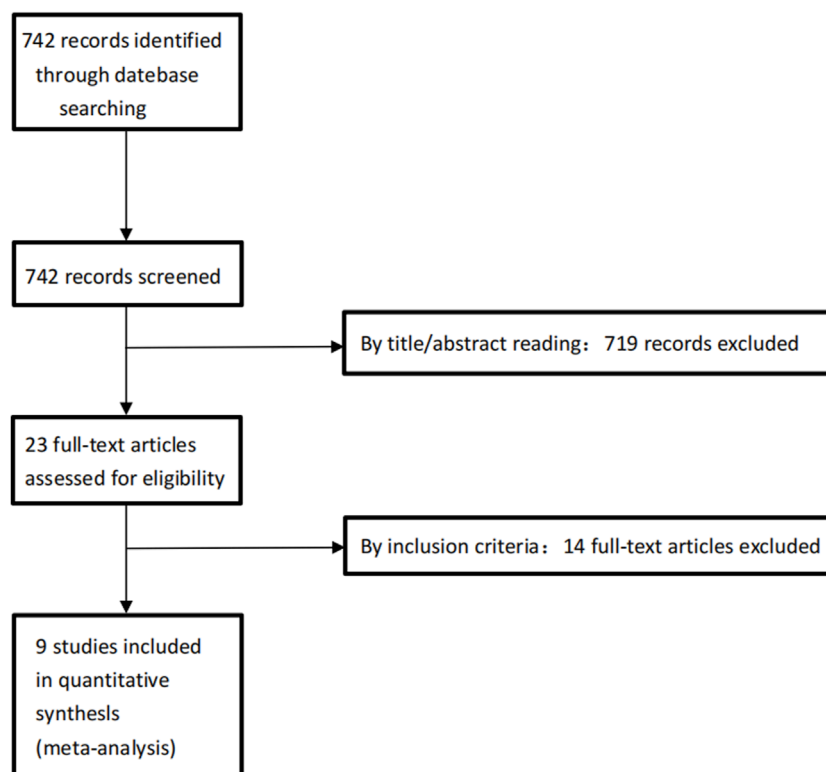 742 records identified
through datebase
searching
742 records screened
By title/abstract reading：719 records excluded
23 full-text articles
assessed for eligibility
By inclusion criteria：14 full-text articles excluded
9 studies included
in quantitative
synthesls
(meta-analysis)